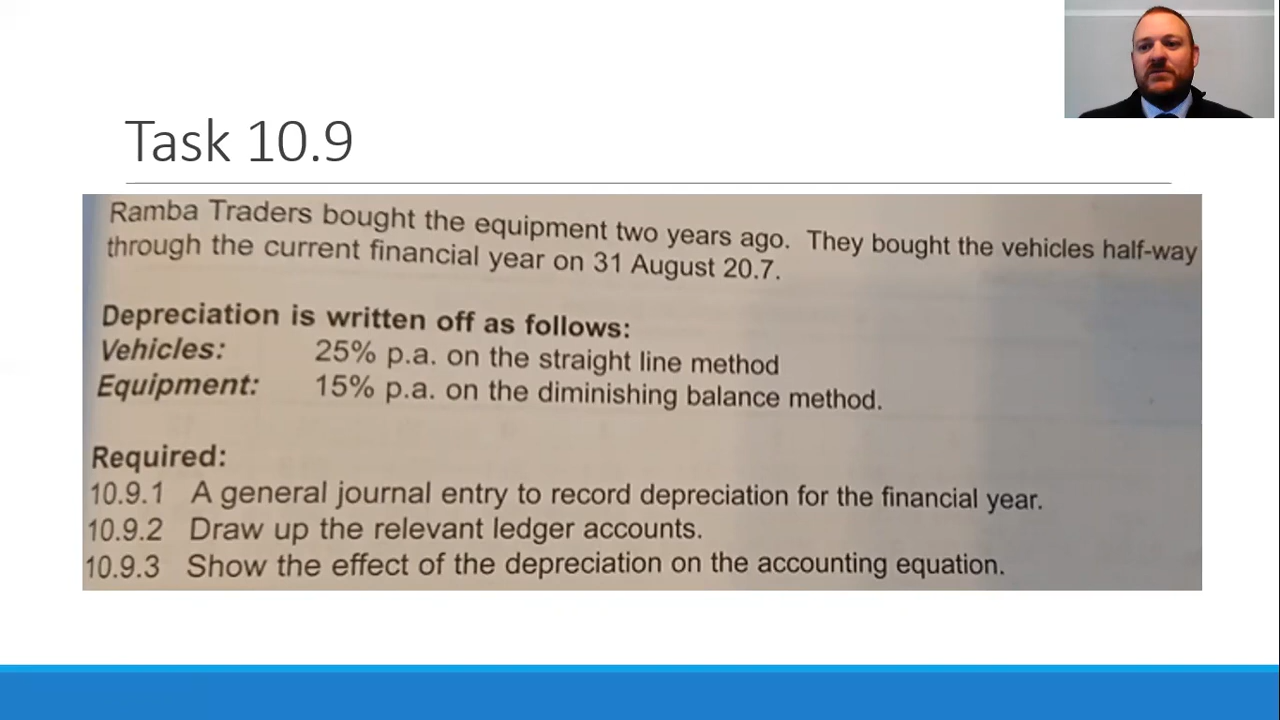 Task 10.9
Ramba Traders bought the equipment two years ago. They bought the vehicles half-way
through the current financial year on 31 August 20.7.
Depreciation is written off as follows:
Vehicles: 25% p.a. on the straight line method
Equipment: 15% p.a. on the diminishing balance method.
Required:
10.9.1 A general journal entry to record depreciation for the financial year.
10.9.2 Draw up the relevant ledger accounts.
10.9.3 Show the effect of the depreciation on the accounting equation.